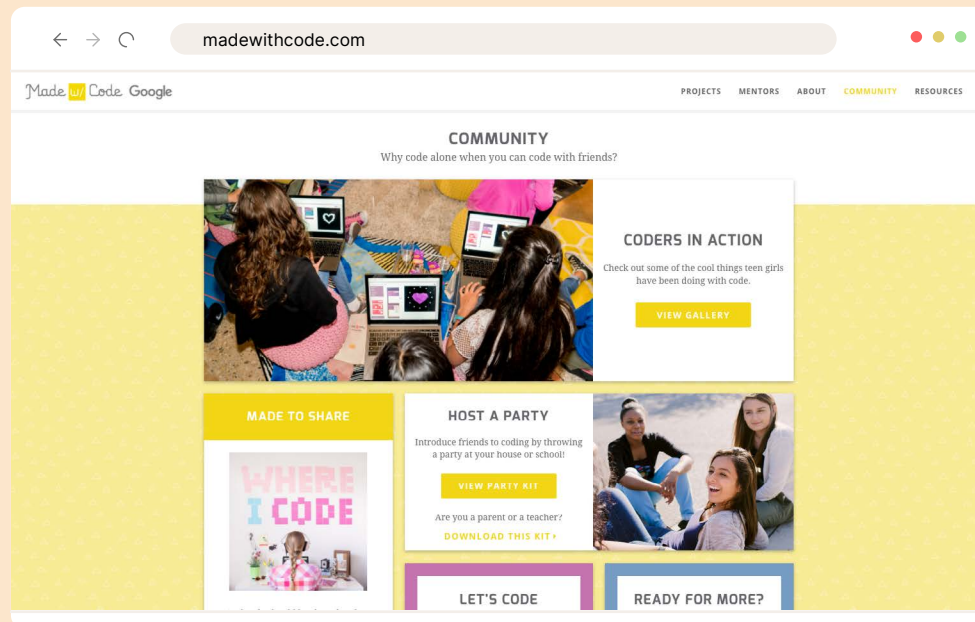 madewithcode.com
Made w/ Code Google
PROJECTS MENTORS ABOUT COMMUNITY RESOURCES
COMMUNITY
Why code alone when you can code with friends?
CODERS IN ACTION
Check out some of the cool things teen girls
have been doing with code.
VIEW GALLERY
MADE TO SHARE
WHERE
I CODE
HOST A PARTY
Introduce friends to coding by throwing
a party at your house or school!
VIEW PARTY KIT
Are you a parent or a teacher?
DOWNLOAD THIS KIT
LET'S CODE
READY FOR MORE?